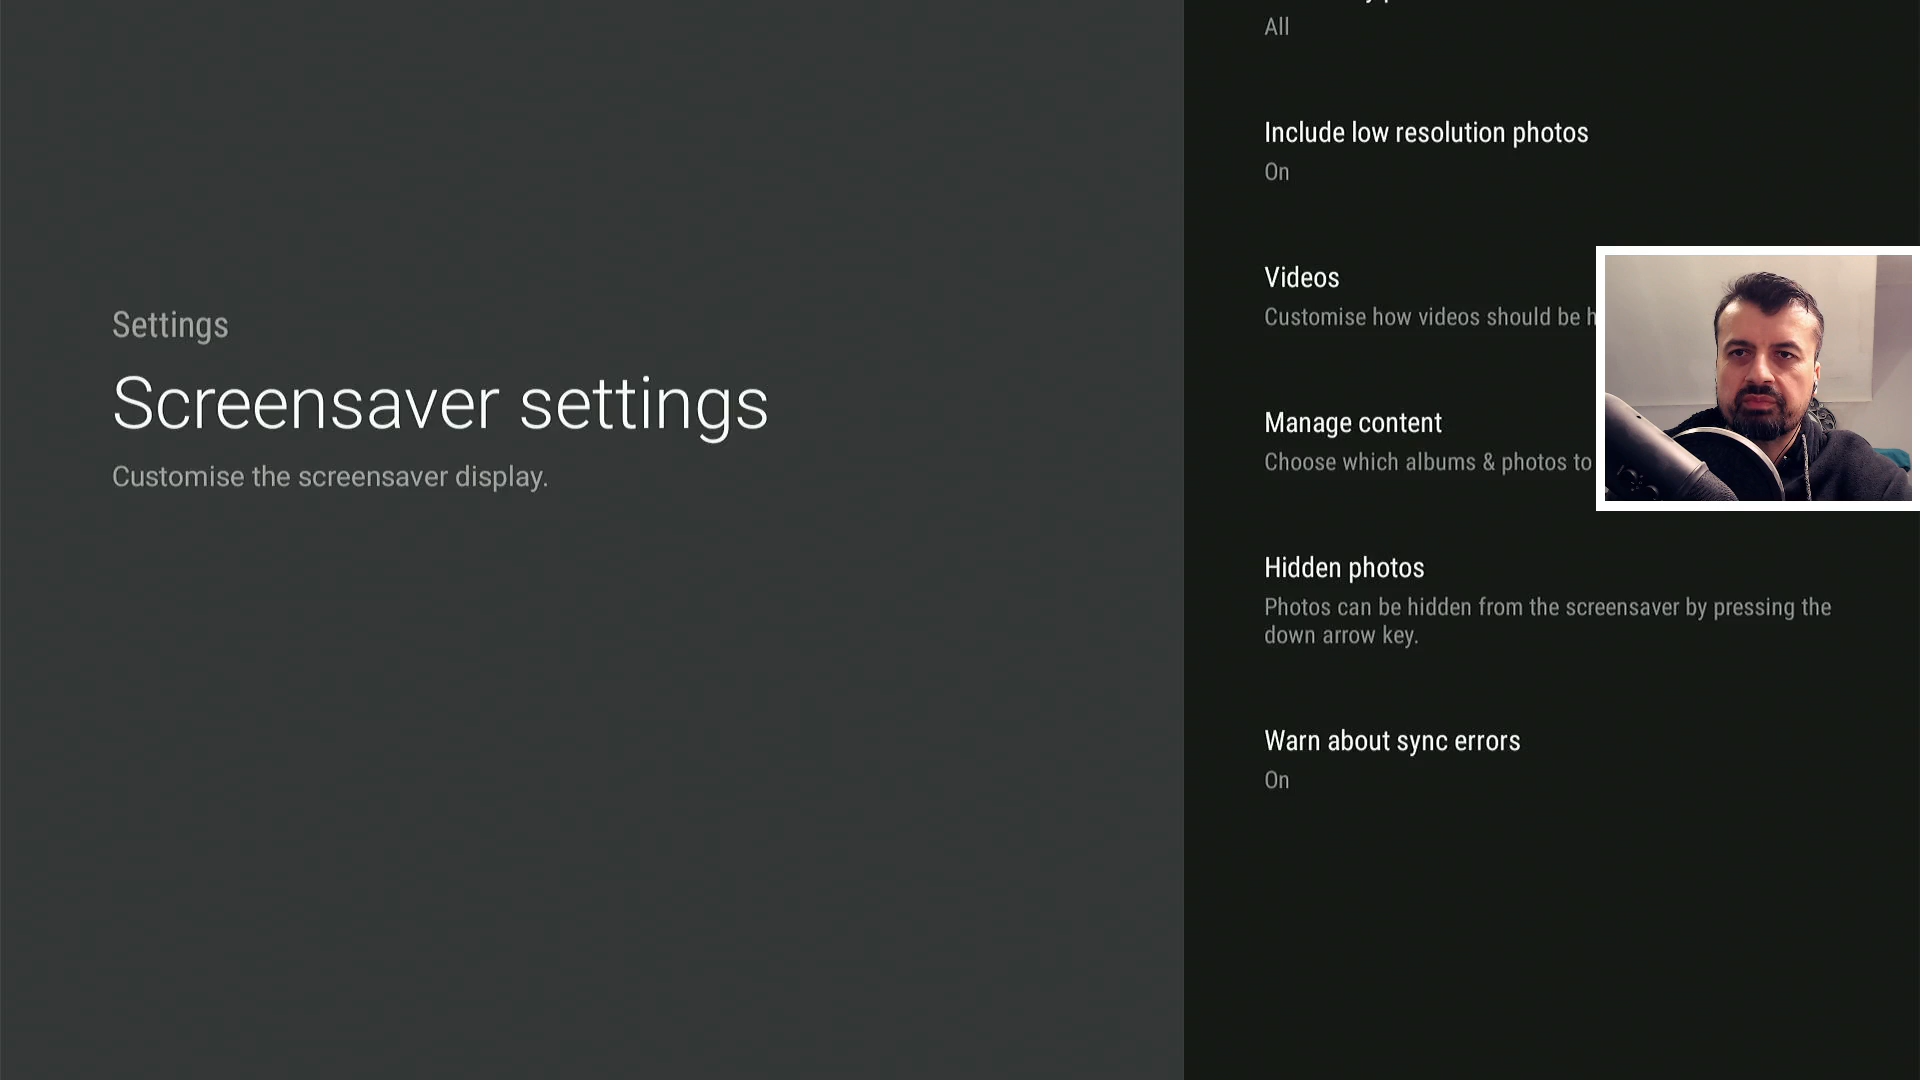 Settings
Screensaver settings
Customise the screensaver display.
All
Include low resolution photos
On
Videos
Customise how videos should be
Manage content
Choose which albums & photos to
Hidden photos
Photos can be hidden from the screensaver by pressing the
down arrow key.
Warn about sync errors
On